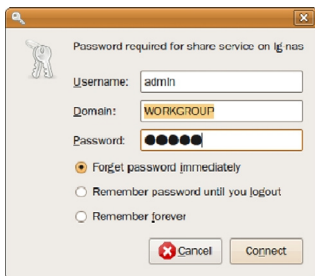 Password required for share service on lg-nas
Username: admin
Domain: WORKGROUP
Password: ●●●●●
Forget password immediately
Remember password until you logout
Remember forever
Cancel Connect